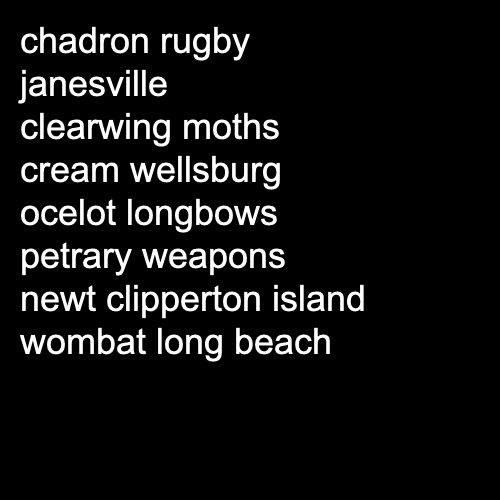 chadron rugby
janesville
clearwing moths
cream wellsburg
ocelot longbows
petrary weapons
newt clipperton island
wombat long beach